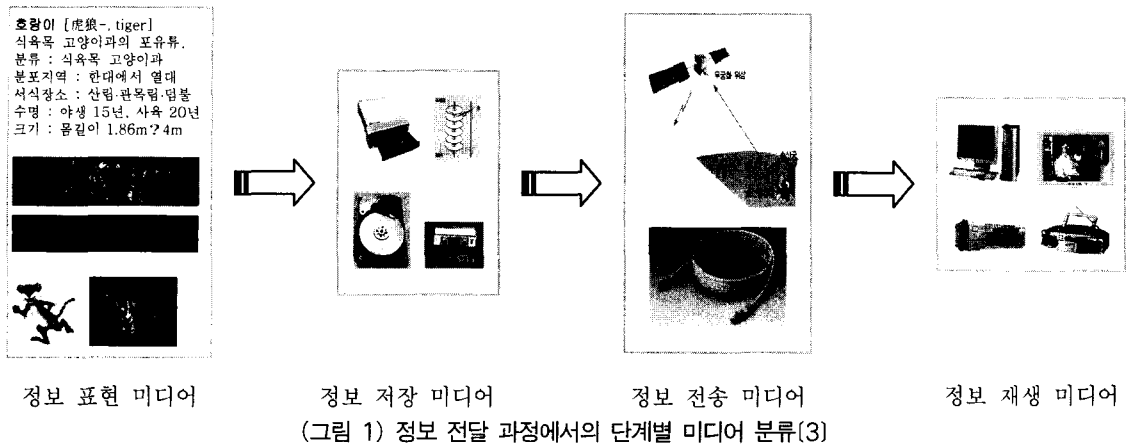 호랑이 [虎狼-, tiger]
식육목 고양이과의 포유류.
분류 : 식육목 고양이과
분포지역 : 한대에서 열대
서식장소 : 산림·관목림·덤불
수명 : 야생 15년, 사육 20년
크기 : 몸길이 1.86m?4m
무궁화 위성
정보 표현 미디어
정보 저장 미디어
정보 전송 미디어
정보 재생 미디어
(그림 1) 정보 전달 과정에서의 단계별 미디어 분류[3]